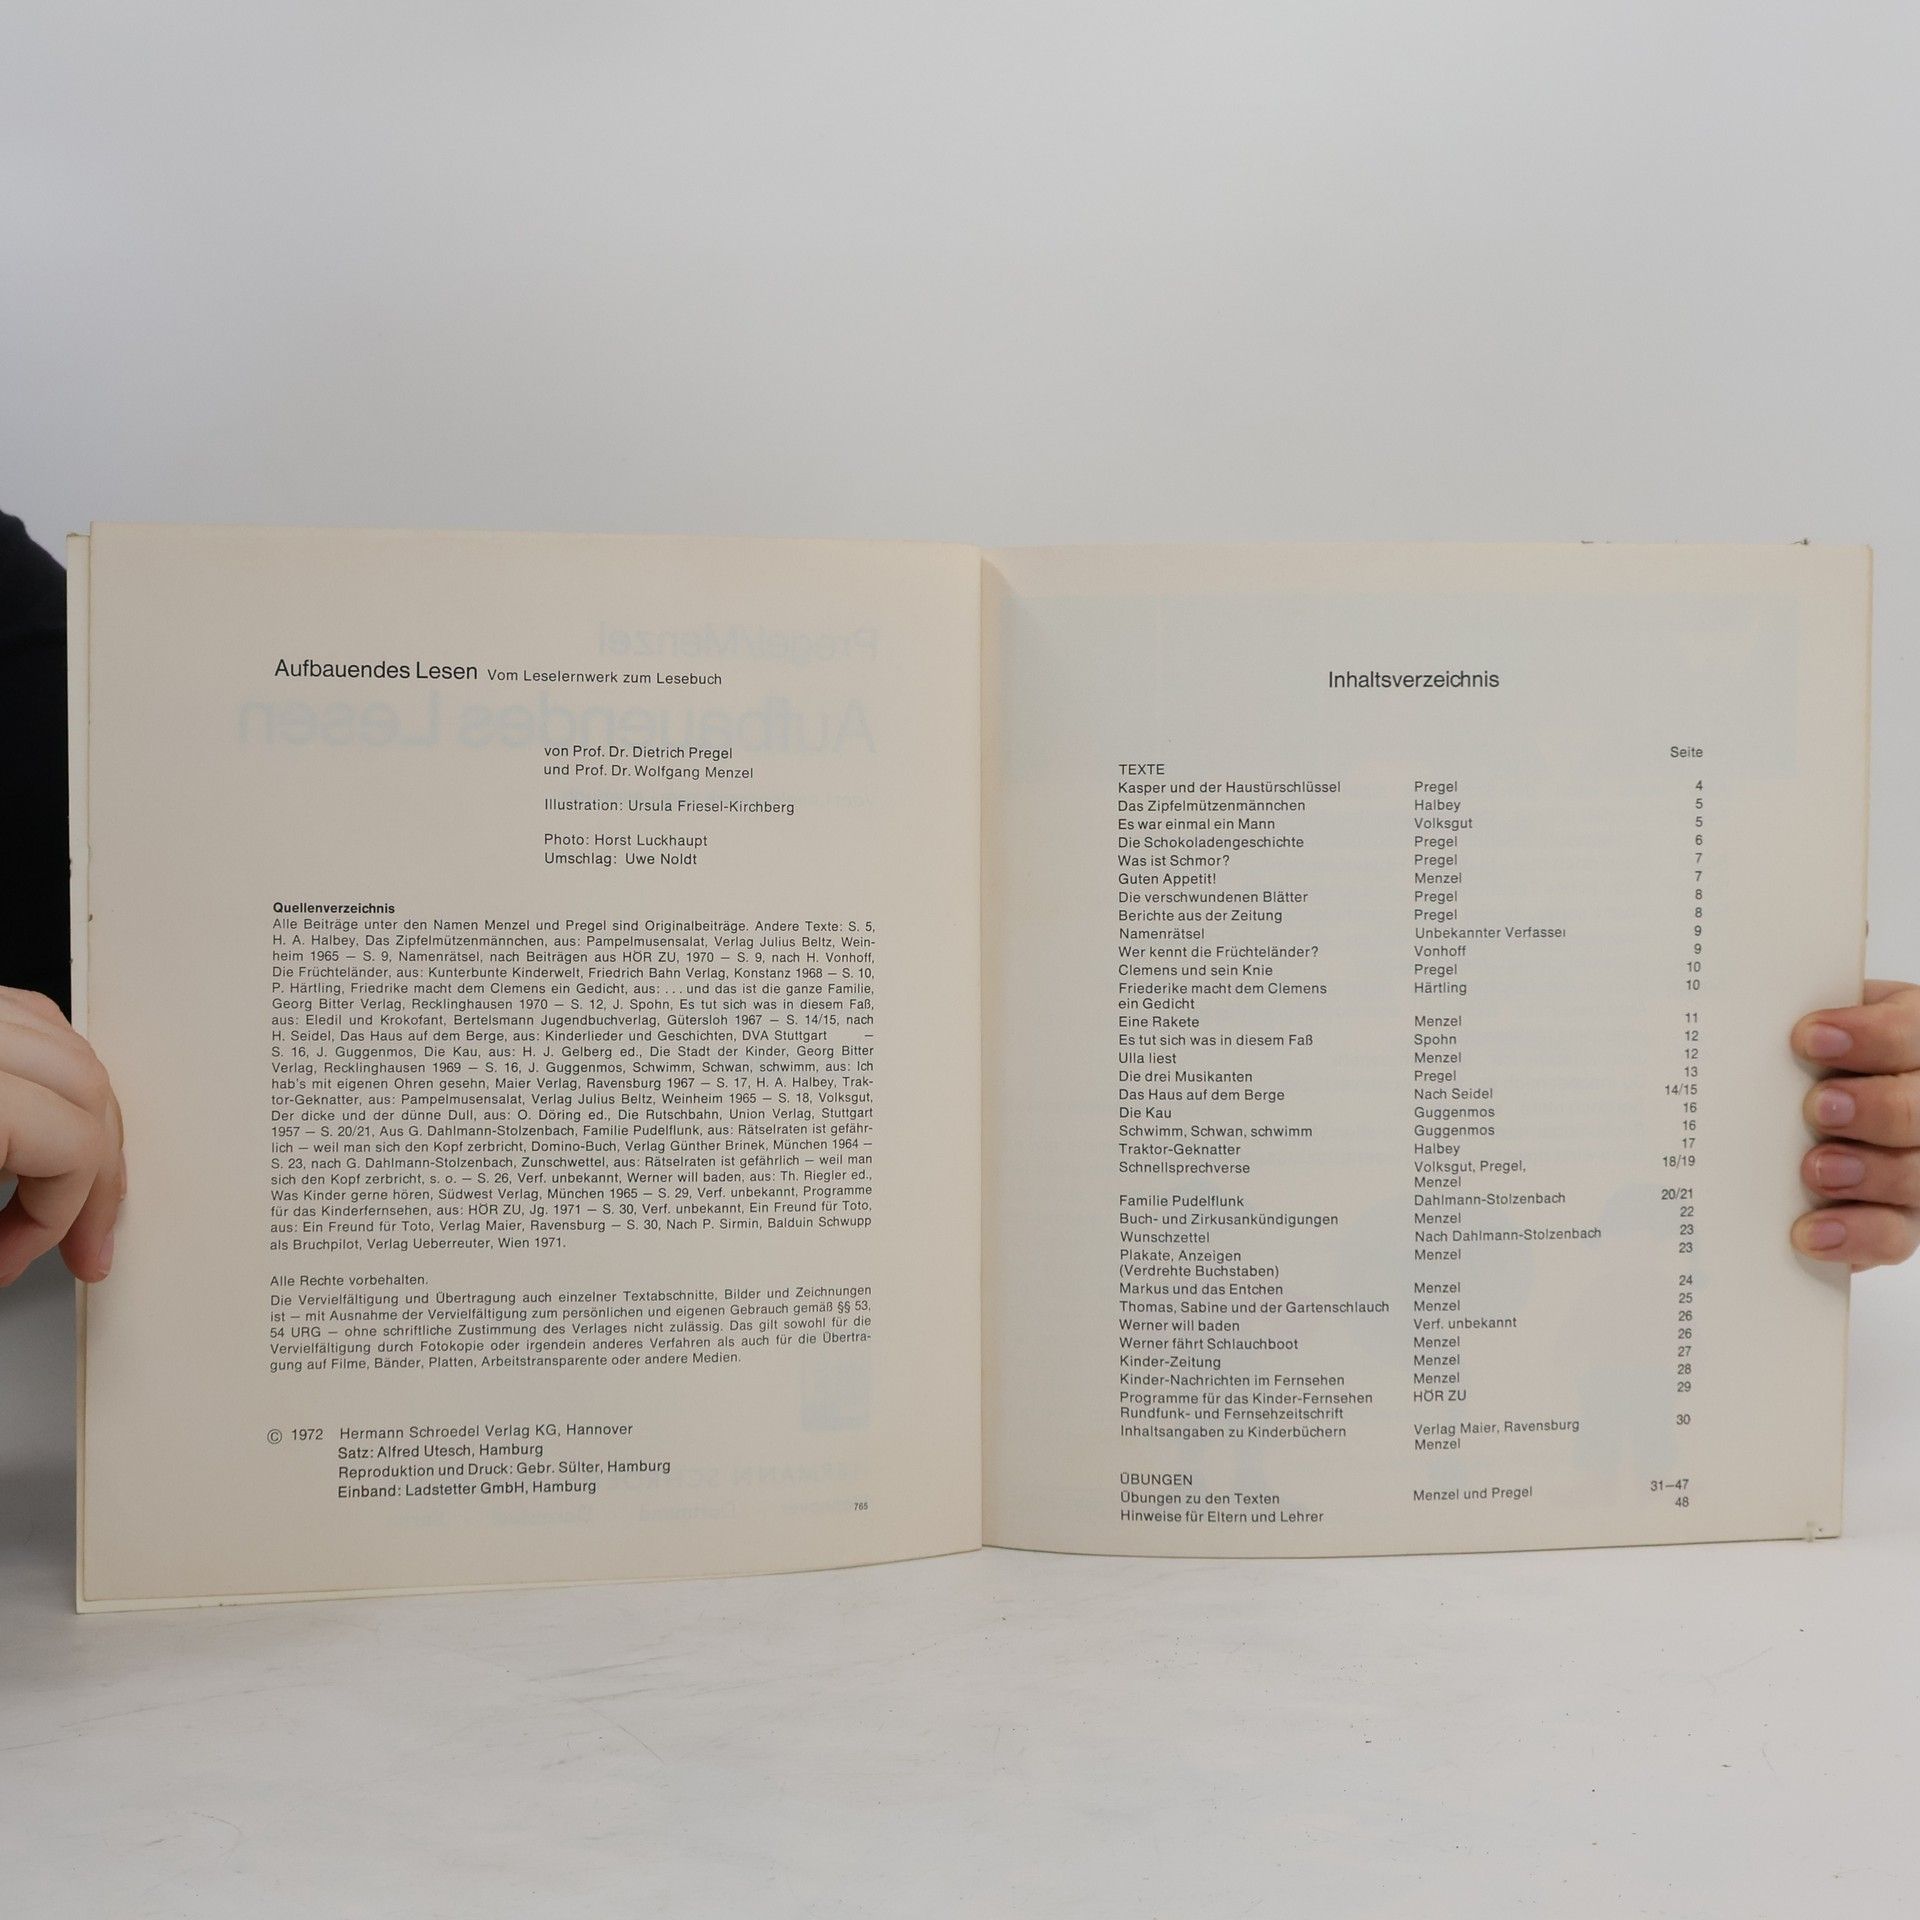 Aufbauendes Lesen Vom Leselernwerk zum Lesebuch
von Prof. Dr. Dietrich Pregel
und Prof. Dr. Wolfgang Menzel
Illustration: Ursula Friesel-Kirchberg
Photo: Horst Luckhaupt
Umschlag: Uwe Noldt
Quellenverzeichnis
Alle Beiträge unter den Namen Menzel und Pregel sind Originalbeiträge. Andere Texte: S. 5,
H. A. Halbey, Das Zipfelmützenmännchen, aus: Pampelmusensalat, Verlag Julius Beltz, Wein-
heim 1965 — S. 9, Namenrätsel, nach Beiträgen aus HÖR ZU, 1970 — S. 9, nach H. Vonhoff,
Die Früchteländer, aus: Kunterbunte Kinderwelt, Friedrich Bahn Verlag, Konstanz 1968 — S. 10,
P. Härtling, Friedrike macht dem Clemens ein Gedicht, aus: ... und das ist die ganze Familie,
Georg Bitter Verlag, Recklinghausen 1970 — S. 12, J. Spohn, Es tut sich was in diesem Faß,
aus: Eledil und Krokofant, Bertelsmann Jugendbuchverlag, Gütersloh 1967 — S. 14/15, nach
H. Seidel, Das Haus auf dem Berge, aus: Kinderlieder und Geschichten, DVA Stuttgart —
S. 16, J. Guggenmos, Die Kau, aus: H. J. Gelberg ed., Die Stadt der Kinder, Georg Bitter
Verlag, Recklinghausen 1969 — S. 16, J. Guggenmos, Schwimm, Schwan, schwimm, aus: Ich
hab's mit eigenen Ohren gesehn, Maier Verlag, Ravensburg 1967 — S. 17, H. A. Halbey, Trak-
tor-Geknatter, aus: Pampelmusensalat, Verlag Julius Beltz, Weinheim 1965 — S. 18, Volksgut,
Der dicke und der dünne Dull, aus: O. Döring ed., Die Rutschbahn, Union Verlag, Stuttgart
1957 — S. 20/21, Aus G. Dahlmann-Stolzenbach, Familie Pudelflunk, aus: Rätselraten ist gefähr-
lich — weil man sich den Kopf zerbricht, Domino-Buch, Verlag Günther Brinek, München 1964 —
S. 23, nach G. Dahlmann-Stolzenbach, Zunschwettel, aus: Rätselraten ist gefährlich — weil man
sich den Kopf zerbricht, s. o. — S. 26, Verf. unbekannt, Werner will baden, aus: Th. Riegler ed.,
Was Kinder gerne hören, Südwest Verlag, München 1965 — S. 29, Verf. unbekannt, Programme
für das Kinderfernsehen, aus: HÖR ZU, Jg. 1971 — S. 30, Verf. unbekannt, Ein Freund für Toto,
aus: Ein Freund für Toto, Verlag Maier, Ravensburg — S. 30, Nach P. Sirmin, Balduin Schwupp
als Bruchpilot, Verlag Ueberreuter, Wien 1971.
Alle Rechte vorbehalten.
Die Vervielfältigung und Übertragung auch einzelner Textabschnitte, Bilder und Zeichnungen
ist — mit Ausnahme der Vervielfältigung zum persönlichen und eigenen Gebrauch gemäß §§ 53,
54 URG — ohne schriftliche Zustimmung des Verlages nicht zulässig. Das gilt sowohl für die
Vervielfältigung durch Fotokopie oder irgendein anderes Verfahren als auch für die Übertra-
gung auf Filme, Bänder, Platten, Arbeitstransparente oder andere Medien.
© 1972 Hermann Schroedel Verlag KG, Hannover
Satz: Alfred Utesch, Hamburg
Reproduktion und Druck: Gebr. Sülter, Hamburg
Einband: Ladstetter GmbH, Hamburg
765
Inhaltsverzeichnis
Seite
TEXTE
Kasper und der Haustürschlüssel Pregel 4
Das Zipfelmützenmännchen Halbey 5
Es war einmal ein Mann Volksgut 5
Die Schokoladengeschichte Pregel 6
Was ist Schmor? Pregel 7
Guten Appetit! Menzel 7
Die verschwundenen Blätter Pregel 8
Berichte aus der Zeitung Pregel 8
Namenrätsel Unbekannter Verfasser 9
Wer kennt die Früchteländer? Vonhoff 9
Clemens und sein Knie Pregel 10
Friederike macht dem Clemens Härtling 10
ein Gedicht
Eine Rakete Menzel 11
Es tut sich was in diesem Faß Spohn 12
Ulla liest Menzel 12
Die drei Musikanten Pregel 13
Das Haus auf dem Berge Nach Seidel 14/15
Die Kau Guggenmos 16
Schwimm, Schwan, schwimm Guggenmos 16
Traktor-Geknatter Halbey 17
Schnellsprechverse Volksgut, Pregel, 18/19
Menzel
Familie Pudelflunk Dahlmann-Stolzenbach 20/21
Buch- und Zirkusankündigungen Menzel 22
Wunschzettel Nach Dahlmann-Stolzenbach 23
Plakate, Anzeigen Menzel 23
(Verdrehte Buchstaben)
Markus und das Entchen Menzel 24
Thomas, Sabine und der Gartenschlauch Menzel 25
Werner will baden Verf. unbekannt 26
Werner fährt Schlauchboot Menzel 26
Kinder-Zeitung Menzel 27
Kinder-Nachrichten im Fernsehen Menzel 28
Programme für das Kinder-Fernsehen HÖR ZU 29
Rundfunk- und Fernsehzeitschrift
Inhaltsangaben zu Kinderbüchern Verlag Maier, Ravensburg 30
Menzel
ÜBUNGEN
Übungen zu den Texten Menzel und Pregel 31—47
Hinweise für Eltern und Lehrer 48